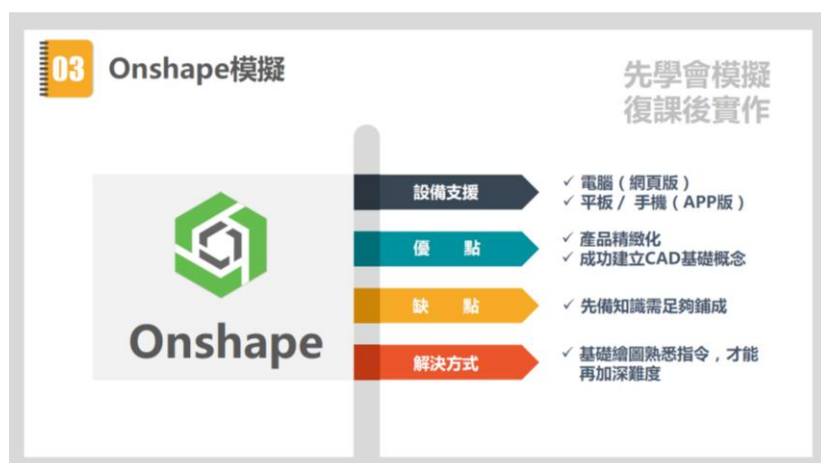 03 Onshape模擬
先學會模擬
復課後實作
Onshape
設備支援
✓ 電腦（網頁版）
✓ 平板 / 手機（APP版）
優 點
✓ 產品精緻化
✓ 成功建立CAD基礎概念
缺 點
✓ 先備知識需足夠鋪成
解決方式
✓ 基礎繪圖熟悉指令，才能
再加深難度